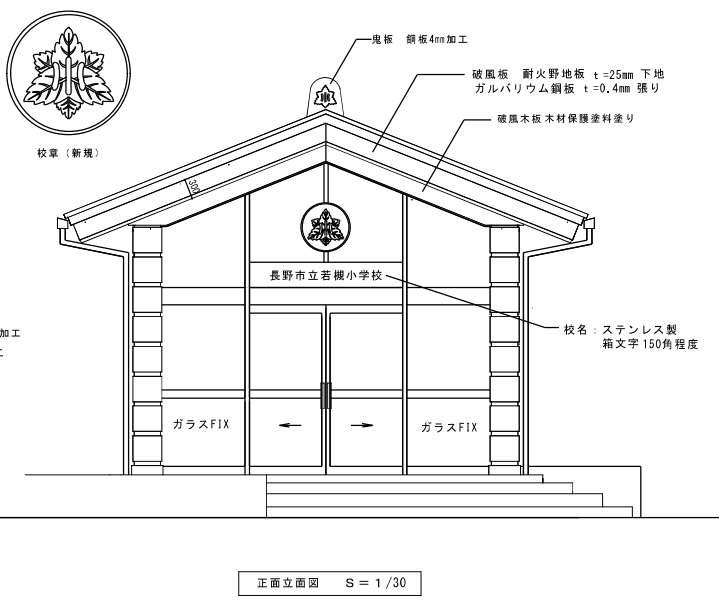 鬼板　銅板4mm加工
破風板　耐火野地板 t=25mm 下地
ガルバリウム鋼板 t=0.4mm 張り
破風木板 木材保護塗料塗り
校章（新規）
300
長野市立若槻小学校
校名：ステンレス製
箱文字 150角程度
加工
ガラスFIX
ガラスFIX
正面立面図　S＝1/30